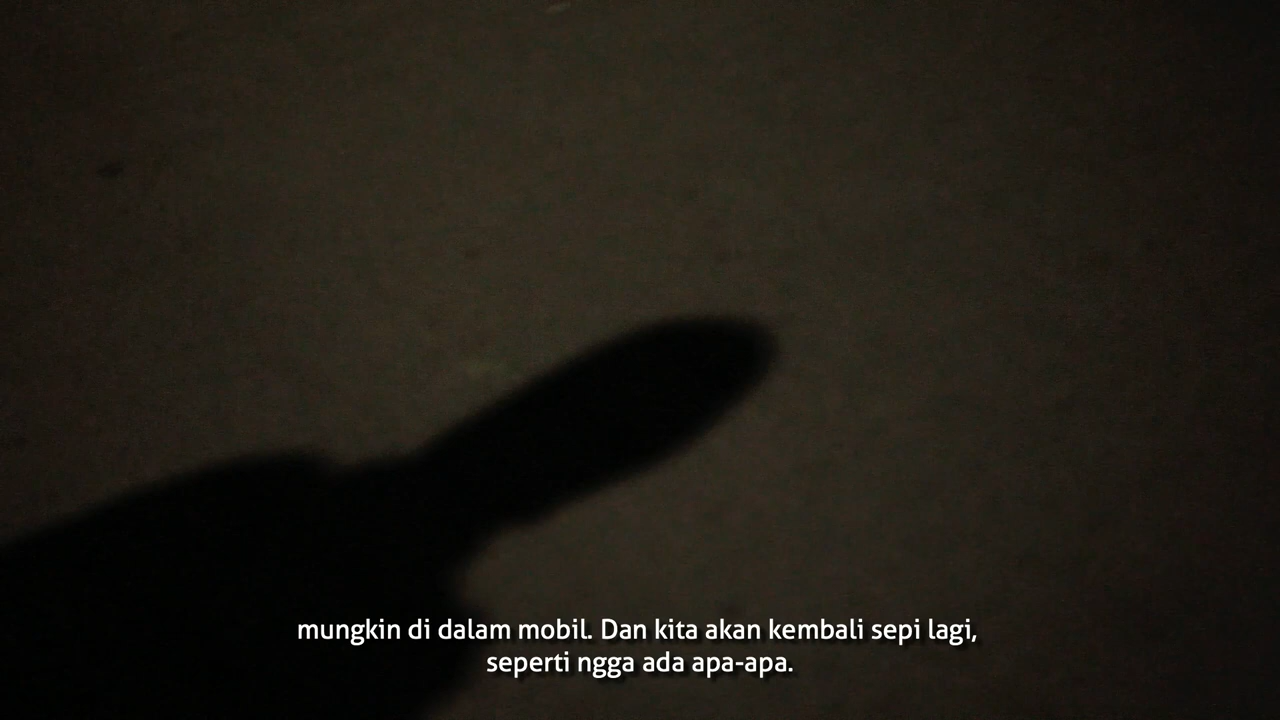 mungkin di dalam mobil. Dan kita akan kembali sepi lagi,
seperti ngga ada apa-apa.